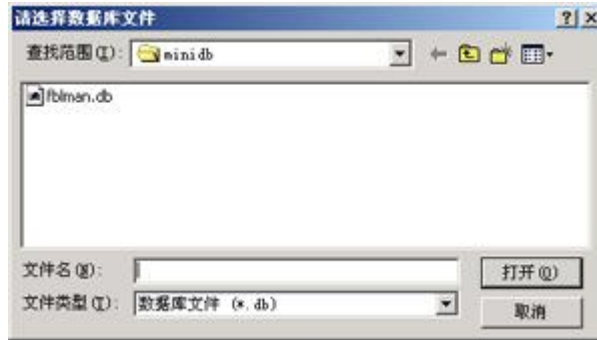 请选择数据库文件
查找范围(I): minidb
fblman.db
文件名(N): 打开(O)
文件类型(T): 数据库文件 (*.db) 取消